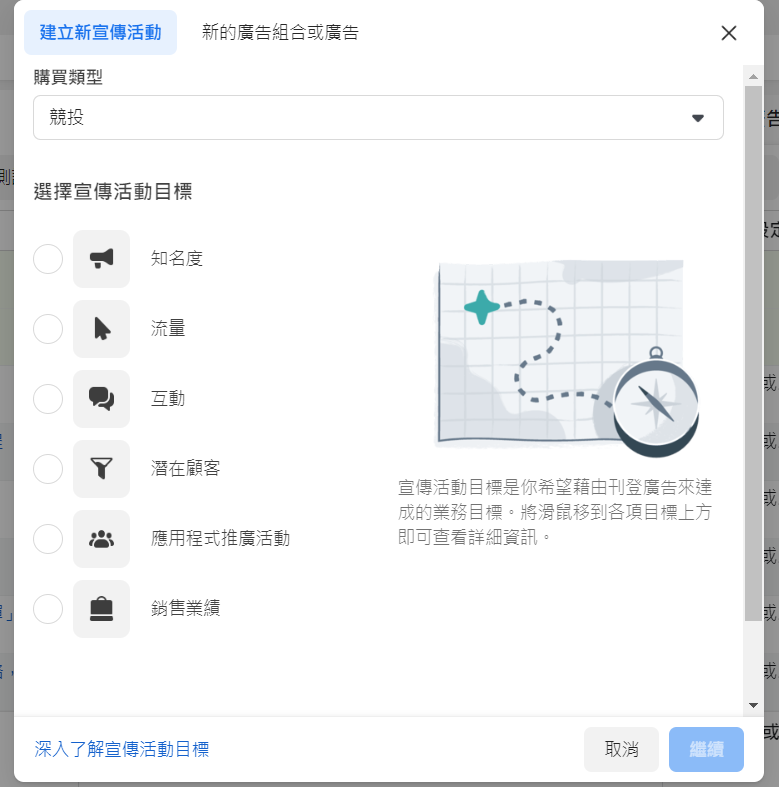 建立新宣傳活動
新的廣告組合或廣告
購買類型
競投
選擇宣傳活動目標
知名度
流量
互動
潛在顧客
應用程式推廣活動
銷售業績
宣傳活動目標是你希望藉由刊登廣告來達
成的業務目標。將滑鼠移到各項目標上方
即可查看詳細資訊。
深入了解宣傳活動目標
取消
繼續